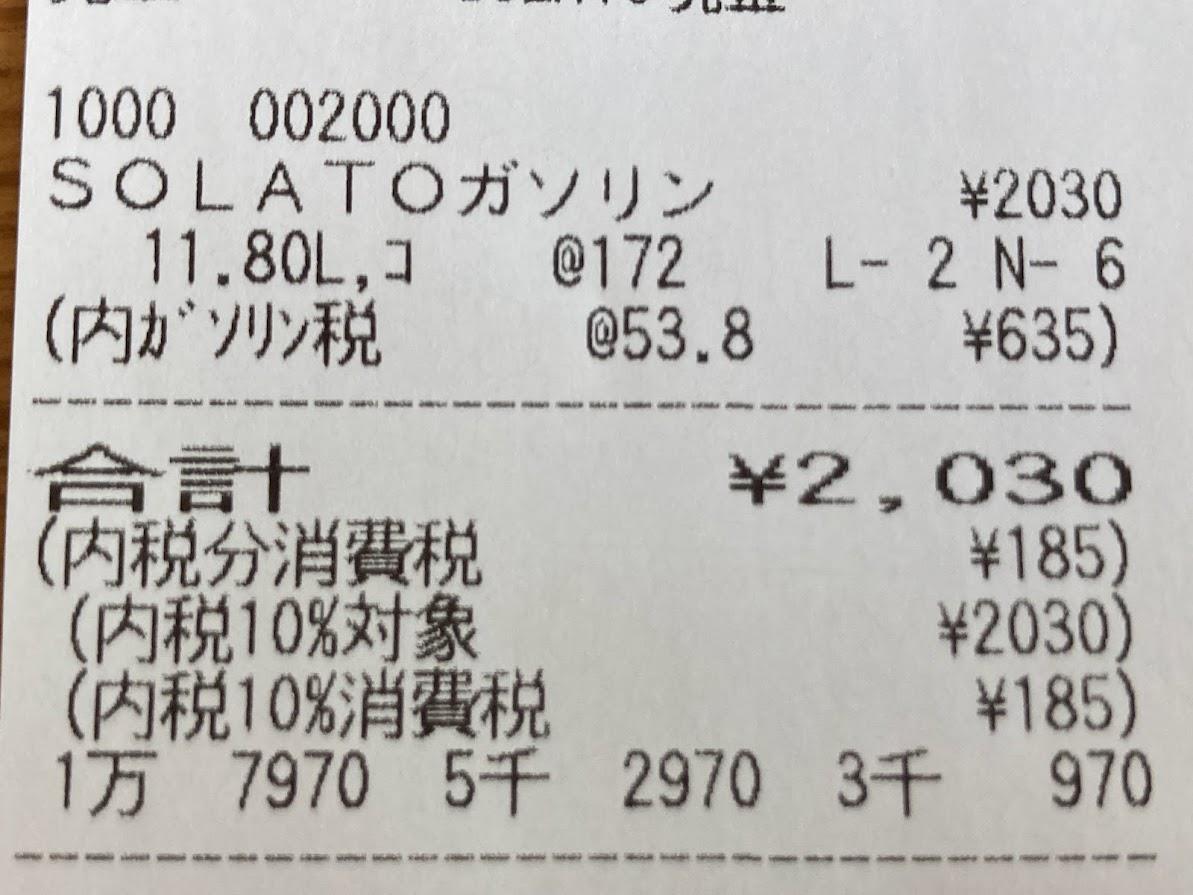 1000 002000
SOLATOガソリン ¥2030
11.80L,コ @172 L- 2 N- 6
(内ガソリン税 @53.8 ¥635)
合計 ¥2,030
(内税分消費税 ¥185)
(内税10%対象 ¥2030)
(内税10%消費税 ¥185)
1万 7970 5千 2970 3千 970